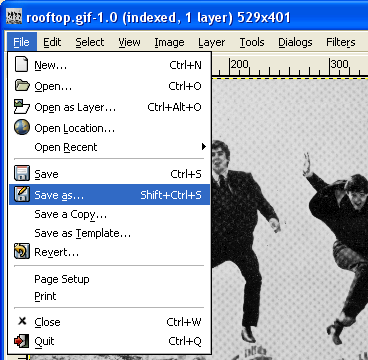 rooftop.gif-1.0 (indexed, 1 layer) 529x401
File Edit Select View Image Layer Tools Dialogs Filters
200 300
New... Ctrl+N
Open... Ctrl+O
Open as Layer... Ctrl+Alt+O
Open Location...
Open Recent
Save Ctrl+S
Save as... Shift+Ctrl+S
Save a Copy...
Save as Template...
Revert...
Page Setup
Print
Close Ctrl+W
Quit Ctrl+Q